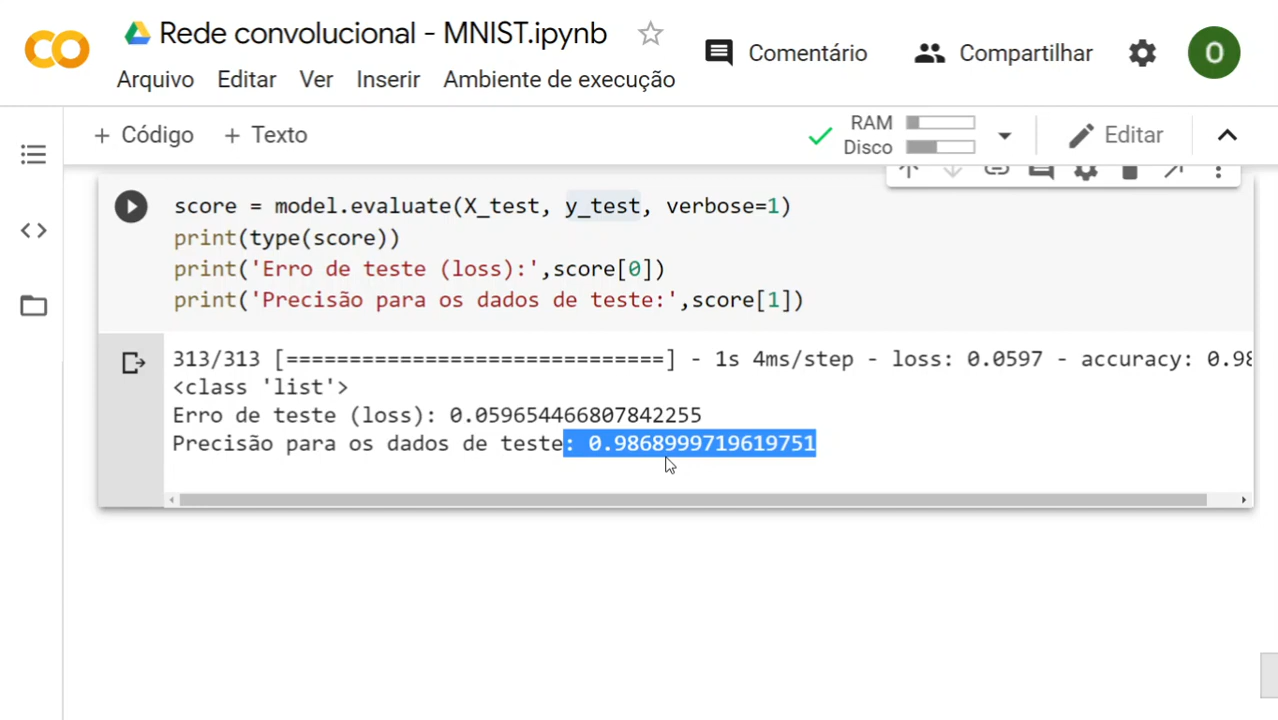 Rede convolucional - MNIST.ipynb
Comentário
Compartilhar
O
Arquivo Editar Ver Inserir Ambiente de execução
+ Código + Texto
RAM
Disco
Editar
score = model.evaluate(X_test, y_test, verbose=1)
print(type(score))
print('Erro de teste (loss):',score[0])
print('Precisão para os dados de teste:',score[1])
313/313 [==============================] - 1s 4ms/step - loss: 0.0597 - accuracy: 0.98
<class 'list'>
Erro de teste (loss): 0.059654466807842255
Precisão para os dados de teste: 0.9868999719619751